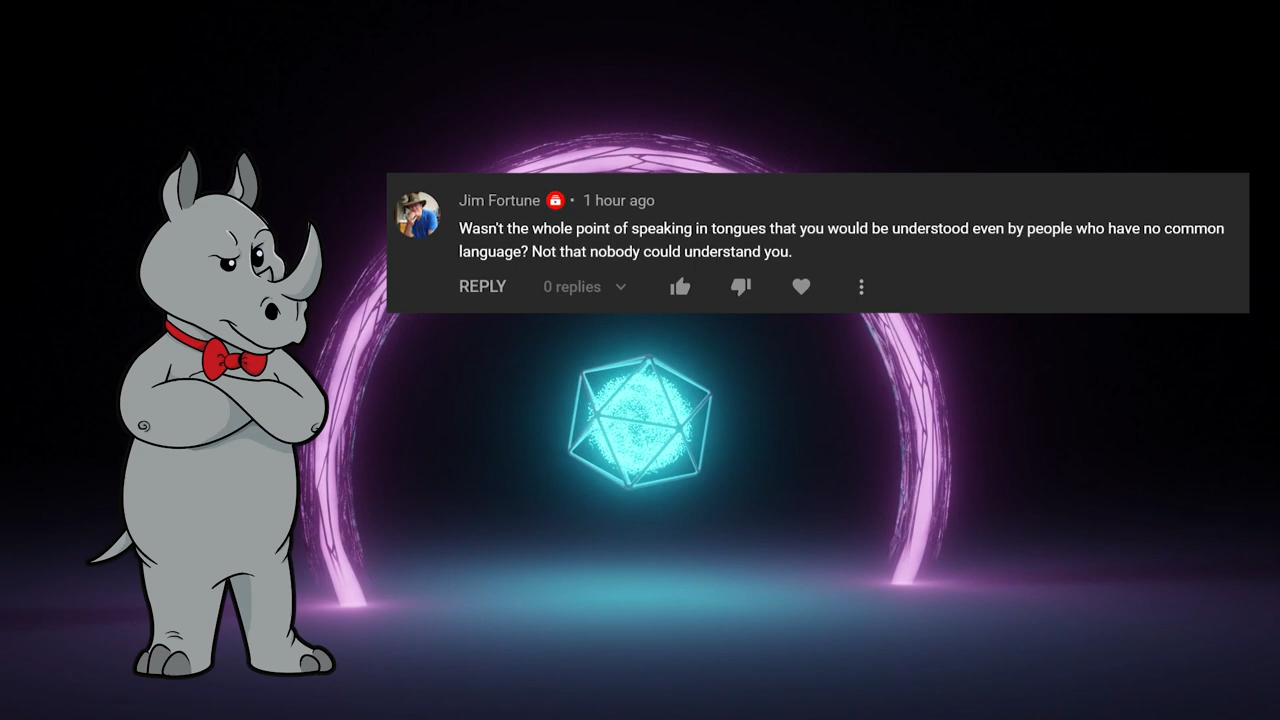 Jim Fortune • 1 hour ago
Wasn't the whole point of speaking in tongues that you would be understood even by people who have no common
language? Not that nobody could understand you.
REPLY 0 replies